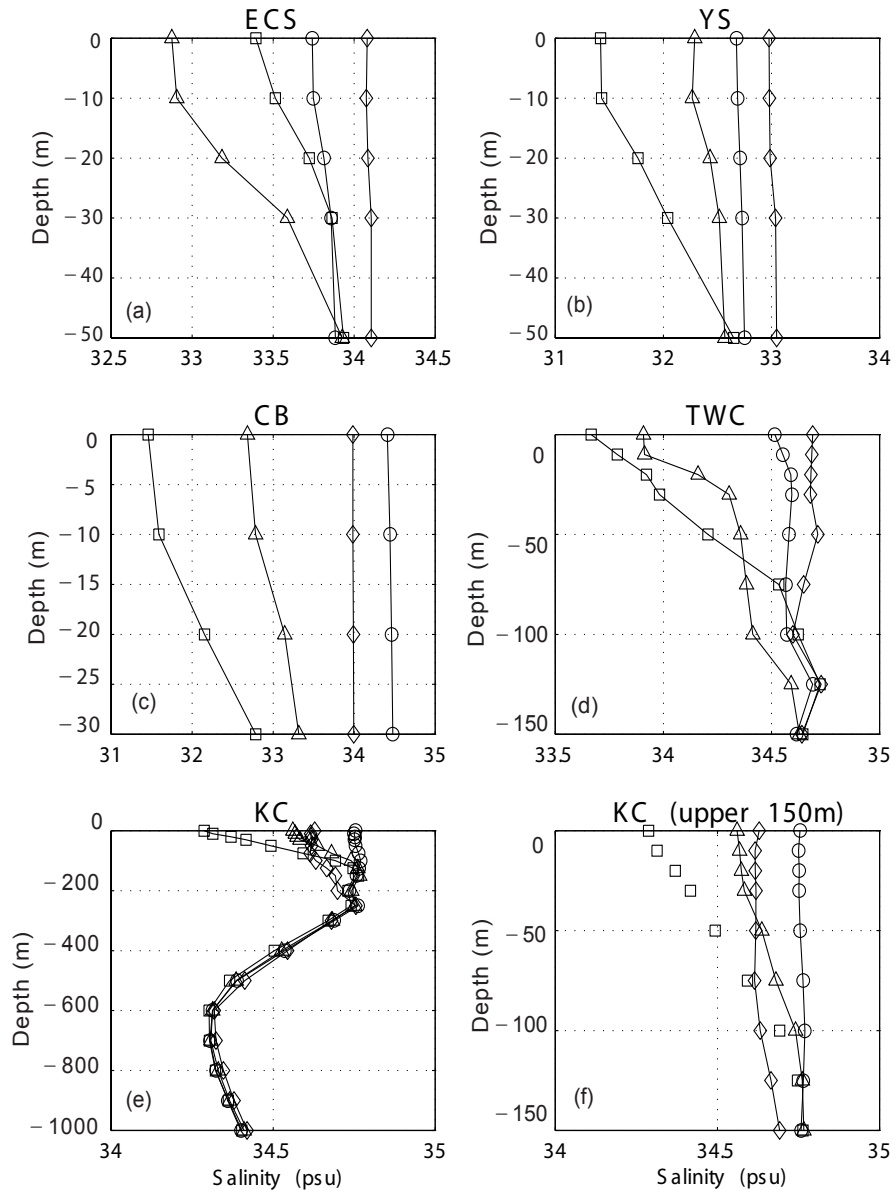 ECS
0
−10
−20
−30
−40
−50
Depth (m)
(a)
32.5 33 33.5 34 34.5
YS
0
−10
−20
−30
−40
−50
Depth (m)
(b)
31 32 33 34
CB
0
−5
−10
−15
−20
−25
−30
Depth (m)
(c)
31 32 33 34 35
TWC
0
0
−50
−100
−150
Depth (m)
(d)
33.5 34 34.5 35
KC
0
−200
−400
−600
−800
−1000
Depth (m)
(e)
34 34.5 35
Salinity (psu)
KC (upper 150m)
0
−50
−100
−150
Depth (m)
(f)
34 34.5 35
Salinity (psu)